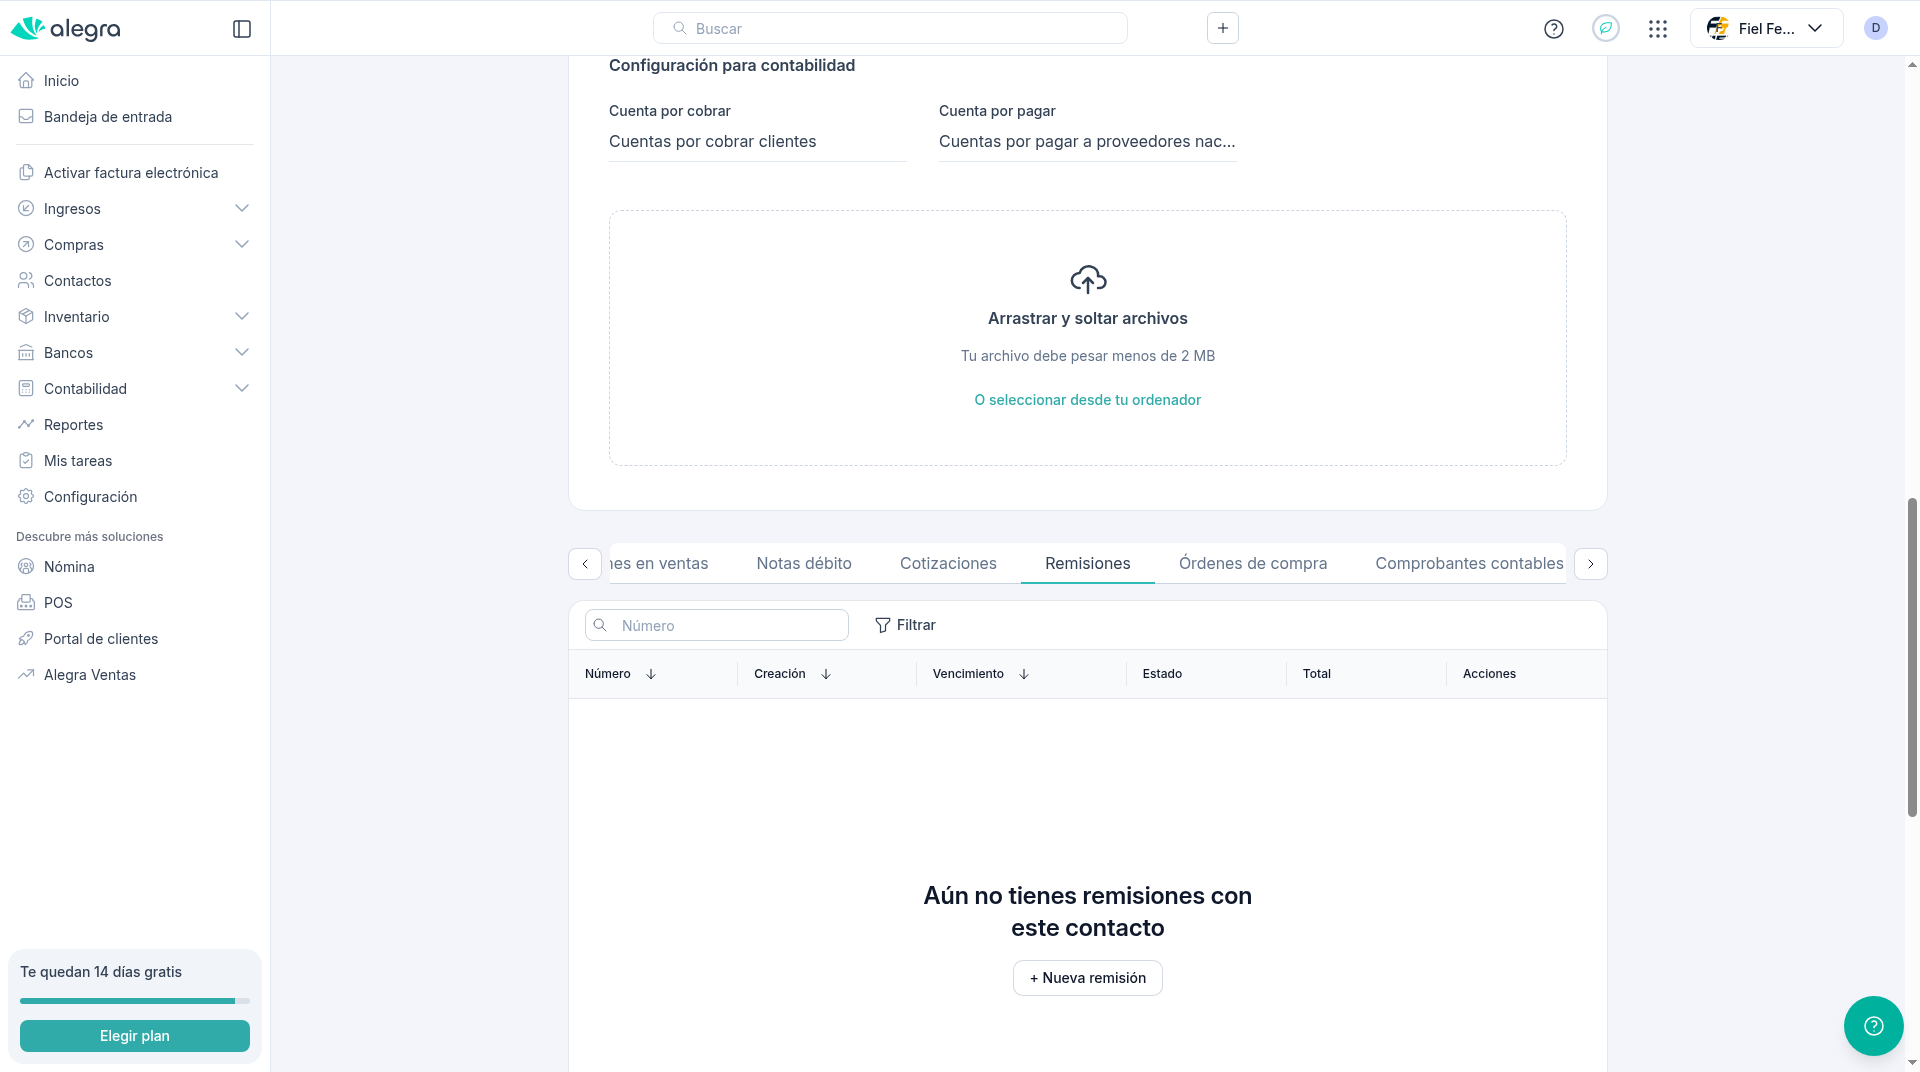 alegra
Buscar
Fiel Fe...
D
Inicio
Bandeja de entrada
Activar factura electrónica
Ingresos
Compras
Contactos
Inventario
Bancos
Contabilidad
Reportes
Mis tareas
Configuración
Descubre más soluciones
Nómina
POS
Portal de clientes
Alegra Ventas
Te quedan 14 días gratis
Elegir plan
Configuración para contabilidad
Cuenta por cobrar
Cuenta por pagar
Cuentas por cobrar clientes
Cuentas por pagar a proveedores nac...
Arrastrar y soltar archivos
Tu archivo debe pesar menos de 2 MB
O seleccionar desde tu ordenador
en ventas
Notas débito
Cotizaciones
Remisiones
Órdenes de compra
Comprobantes contables
Número
Filtrar
Número
Creación
Vencimiento
Estado
Total
Acciones
Aún no tienes remisiones con
este contacto
+ Nueva remisión